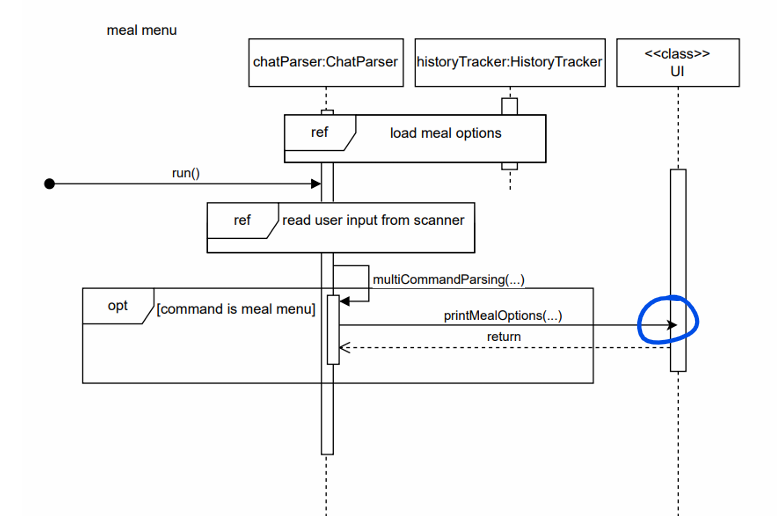 meal menu
chatParser:ChatParser
historyTracker:HistoryTracker
<<class>>
UI
ref
load meal options
run()
ref
read user input from scanner
multiCommandParsing(...)
opt
[command is meal menu]
printMealOptions(...)
return